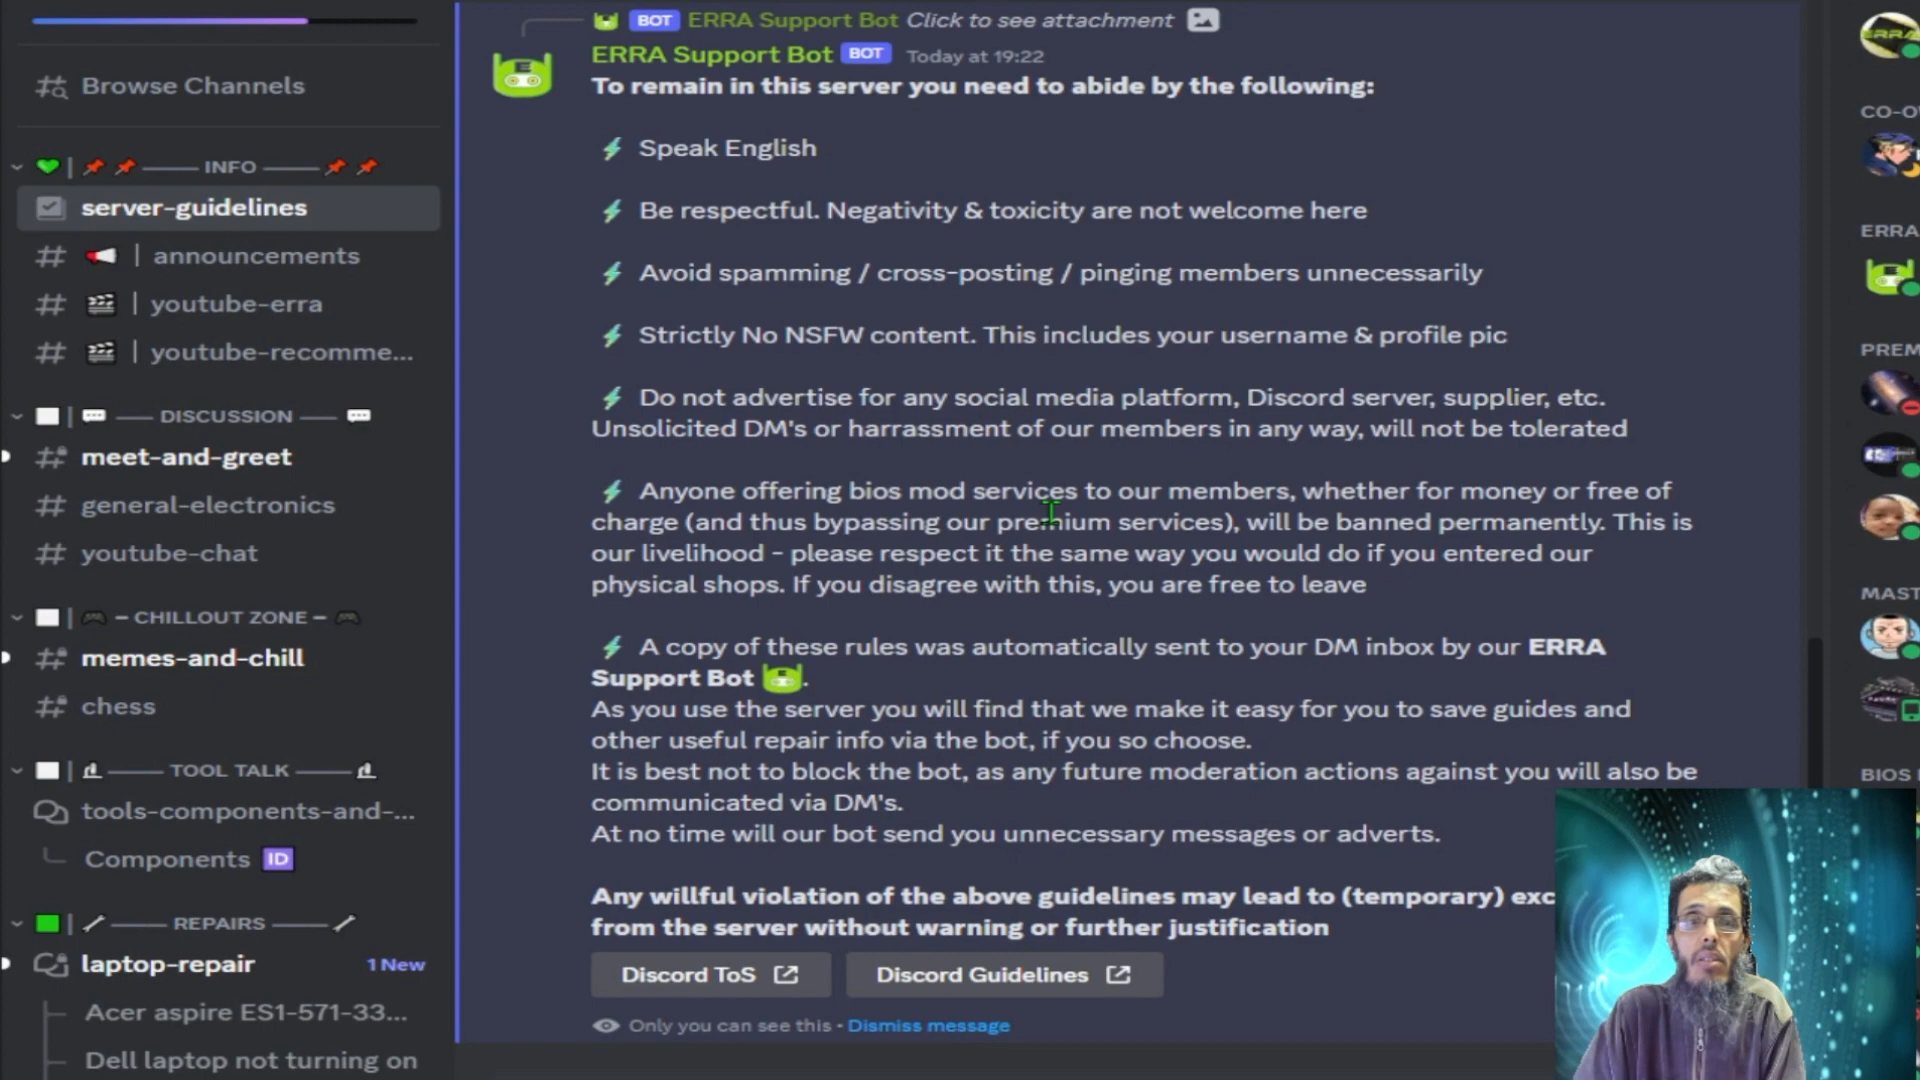 Browse Channels
INFO
server-guidelines
announcements
youtube-erra
youtube-recomme...
DISCUSSION
meet-and-greet
general-electronics
youtube-chat
CHILLOUT ZONE
memes-and-chill
chess
TOOL TALK
tools-components-and-...
Components ID
REPAIRS
laptop-repair 1 New
Acer aspire ES1-571-33...
Dell laptop not turning on
BOT ERRA Support Bot Click to see attachment
ERRA Support Bot BOT Today at 19:22
To remain in this server you need to abide by the following:
Speak English
Be respectful. Negativity & toxicity are not welcome here
Avoid spamming / cross-posting / pinging members unnecessarily
Strictly No NSFW content. This includes your username & profile pic
Do not advertise for any social media platform, Discord server, supplier, etc.
Unsolicited DM's or harrassment of our members in any way, will not be tolerated
Anyone offering bios mod services to our members, whether for money or free of
charge (and thus bypassing our premium services), will be banned permanently. This is
our livelihood - please respect it the same way you would do if you entered our
physical shops. If you disagree with this, you are free to leave
A copy of these rules was automatically sent to your DM inbox by our ERRA
Support Bot .
As you use the server you will find that we make it easy for you to save guides and
other useful repair info via the bot, if you so choose.
It is best not to block the bot, as any future moderation actions against you will also be
communicated via DM's.
At no time will our bot send you unnecessary messages or adverts.
Any willful violation of the above guidelines may lead to (temporary) exc
from the server without warning or further justification
Discord ToS
Discord Guidelines
Only you can see this • Dismiss message
ERRA
CO-O
ERRA
PREM
MAST
BIOS